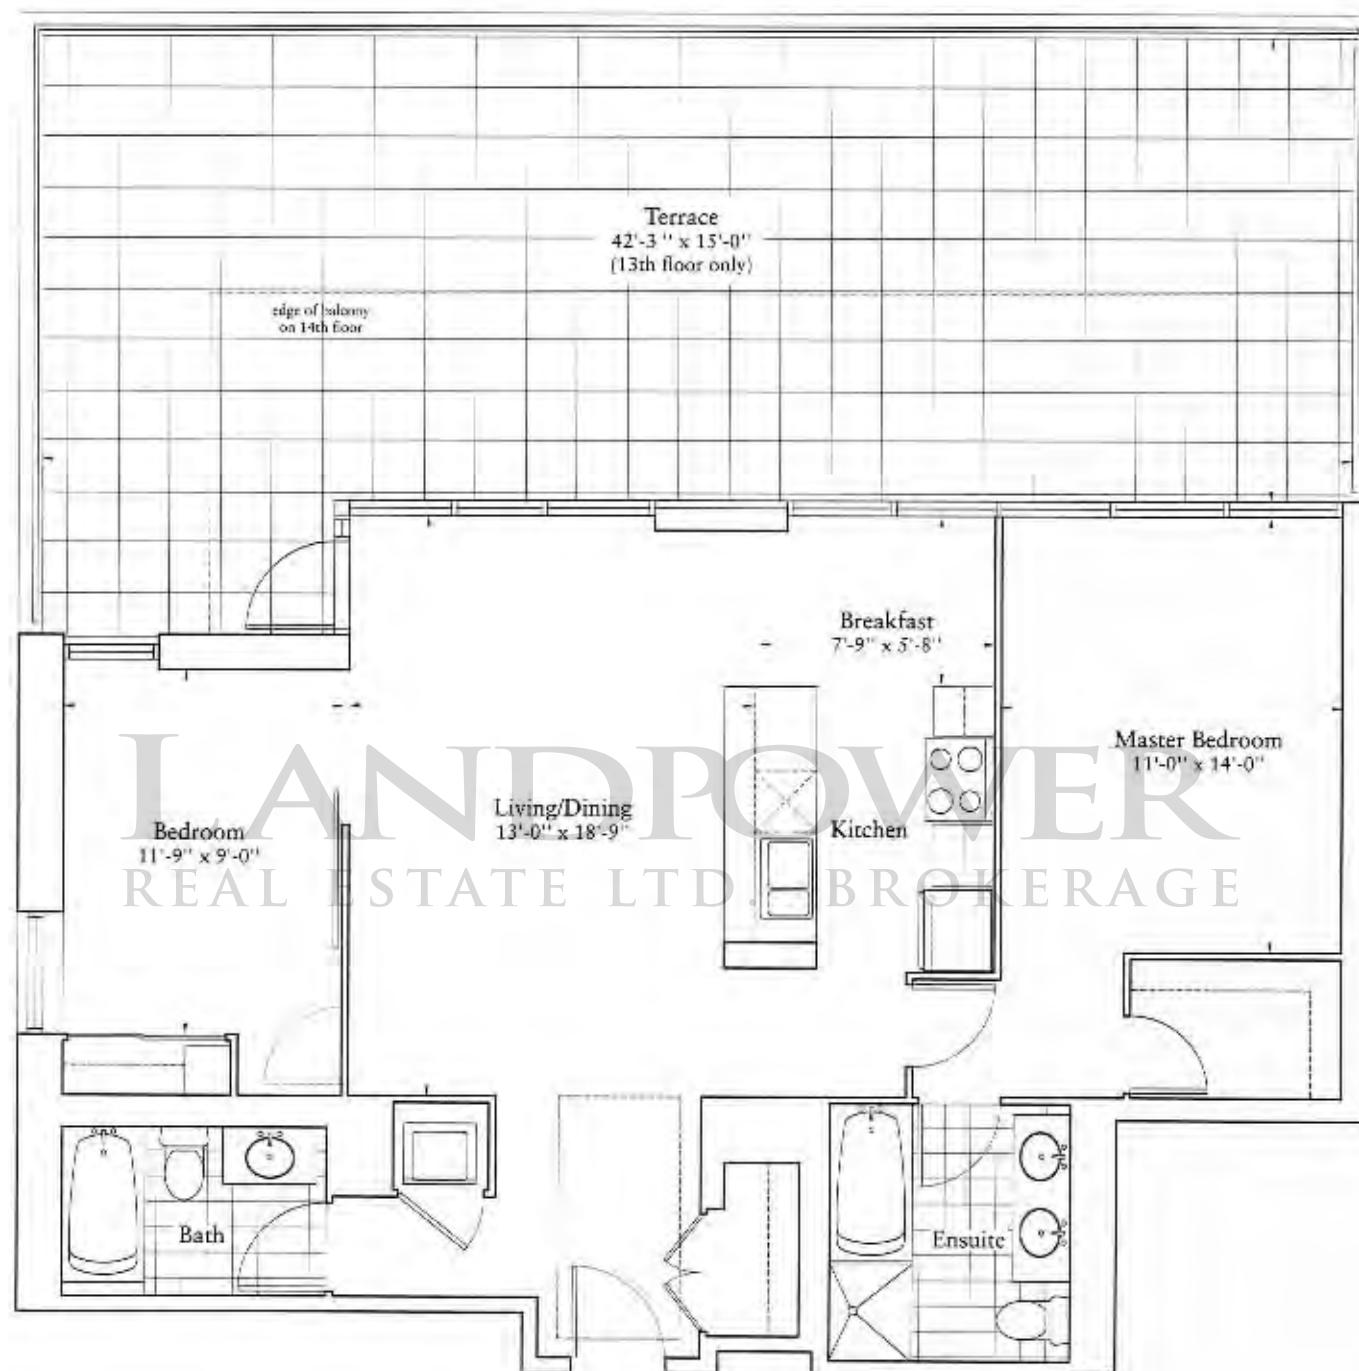 Terrace
42'-3" x 15'-0"
(13th floor only)
edge of balcony
on 14th floor
Breakfast
7'-9" x 5'-8"
Master Bedroom
11'-0" x 14'-0"
Living/Dining
13'-0" x 18'-9"
Kitchen
Bedroom
11'-9" x 9'-0"
LANDPOWER
REAL ESTATE LTD. BROKERAGE
Bath
Ensuite